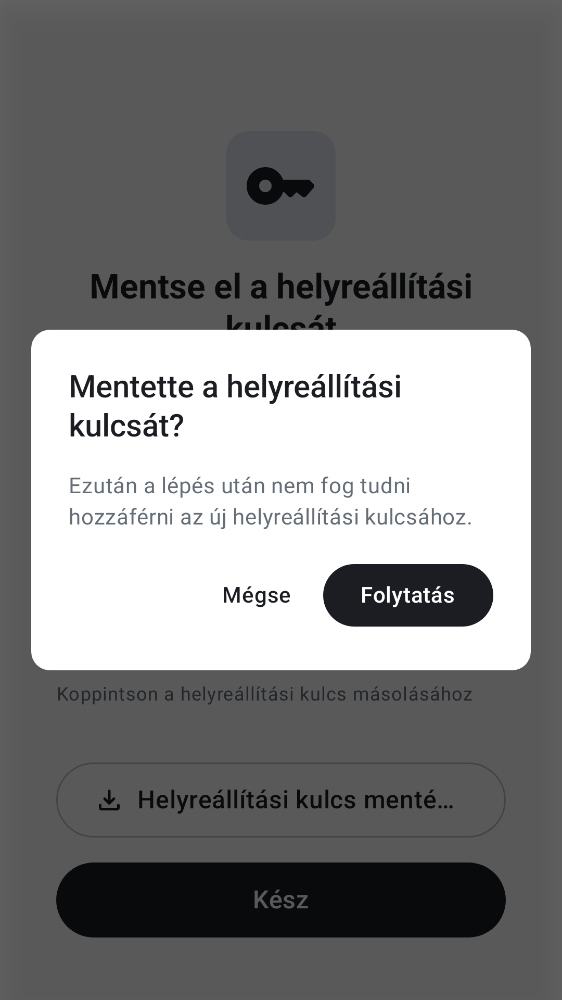 Mentse el a helyreállítási
kulcsát
Mentette a helyreállítási
kulcsát?
Ezután a lépés után nem fog tudni
hozzáférni az új helyreállítási kulcsához.
Mégse
Folytatás
Koppintson a helyreállítási kulcs másolásához
Helyreállítási kulcs menté…
Kész